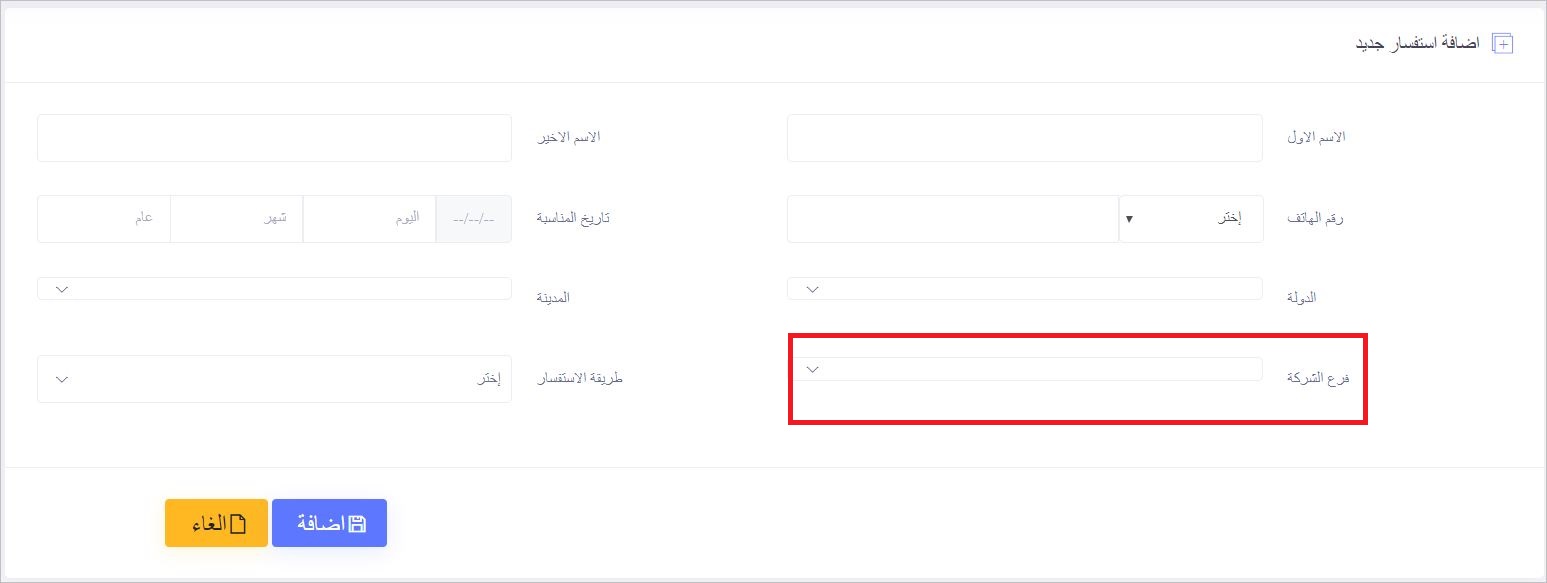 اضافة استفسار جديد
الاسم الاول
الاسم الاخير
رقم الهاتف
إختر
تاريخ المناسبة
--/--/--
اليوم
شهر
عام
الدولة
المدينة
فرع الشركة
طريقة الاستفسار
إختر
اضافة
الغاء